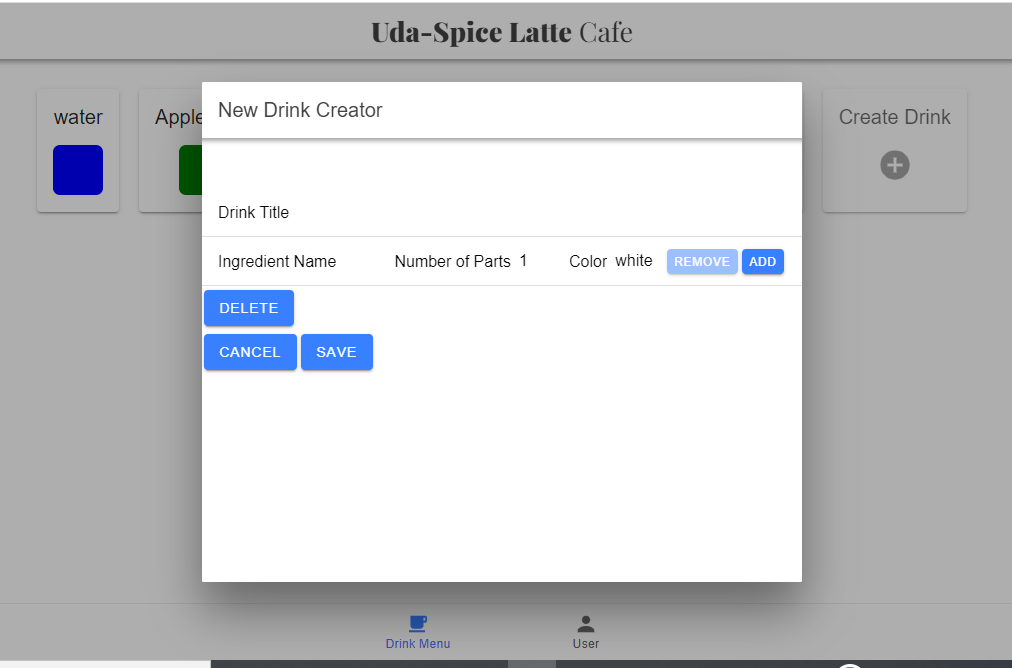 Uda-Spice Latte Cafe
New Drink Creator
water
Apple
Create Drink
Drink Title
Ingredient Name Number of Parts 1 Color white REMOVE ADD
DELETE
CANCEL SAVE
Drink Menu User